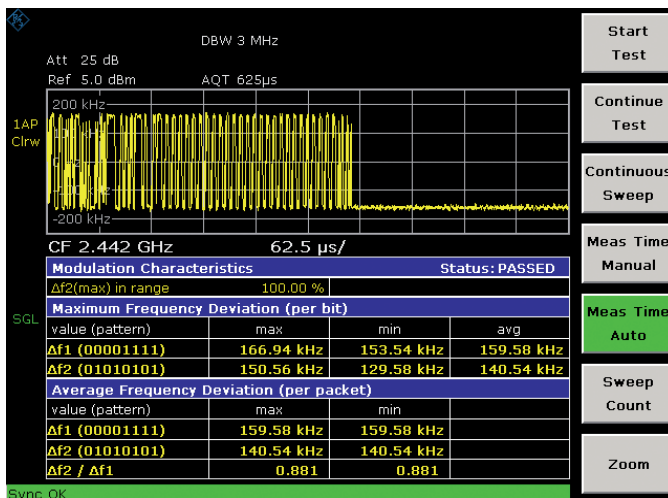 DBW 3 MHz
Att 25 dB
Ref 5.0 dBm AQT 625µs
200 kHz
1AP
Clrw
-200 kHz
CF 2.442 GHz 62.5 µs/
Modulation Characteristics Status: PASSED
Δf2(max) in range 100.00 %
Maximum Frequency Deviation (per bit)
SGL
value (pattern) max min avg
Δf1 (00001111) 166.94 kHz 153.54 kHz 159.58 kHz
Δf2 (01010101) 150.56 kHz 129.58 kHz 140.54 kHz
Average Frequency Deviation (per packet)
value (pattern) max min
Δf1 (00001111) 159.58 kHz 159.58 kHz
Δf2 (01010101) 140.54 kHz 140.54 kHz
Δf2 / Δf1 0.881 0.881
Sync OK
Start
Test
Continue
Test
Continuous
Sweep
Meas Time
Manual
Meas Time
Auto
Sweep
Count
Zoom